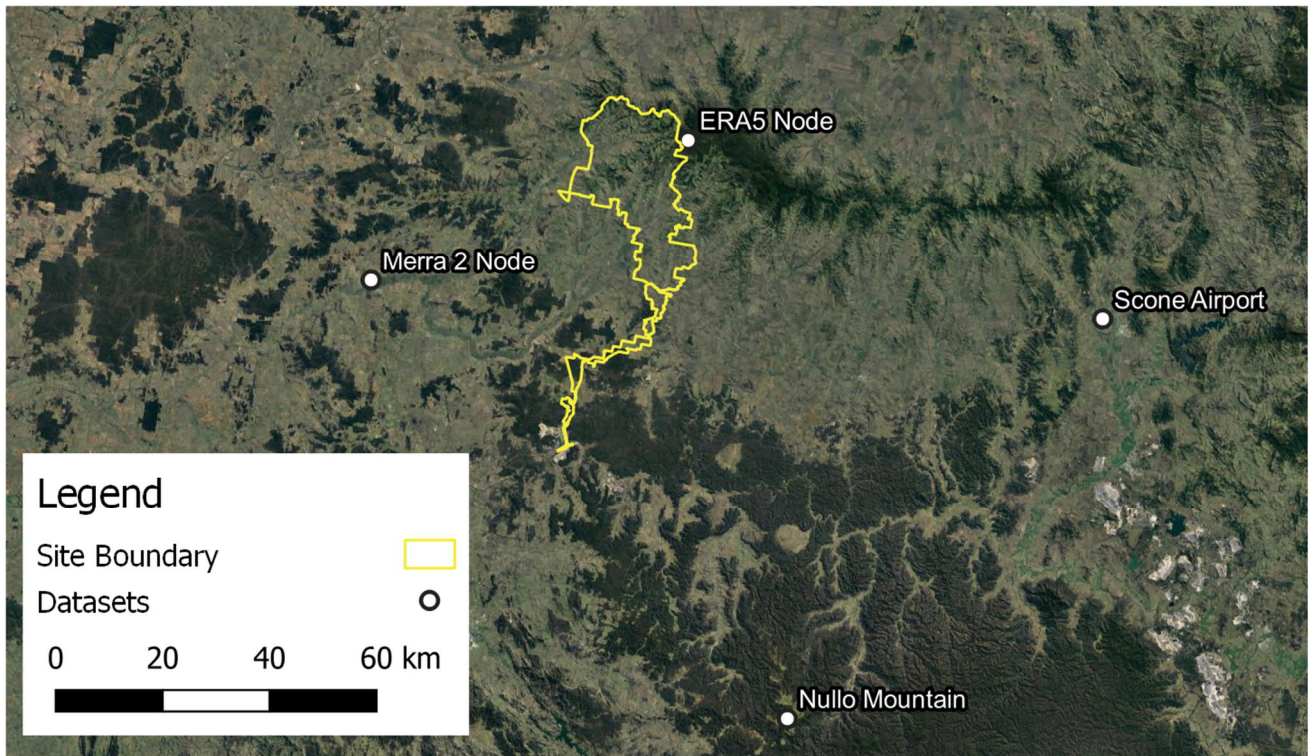 ERA5 Node
Merra 2 Node
Scone Airport
Legend
Site Boundary
Datasets
0 20 40 60 km
Nullo Mountain